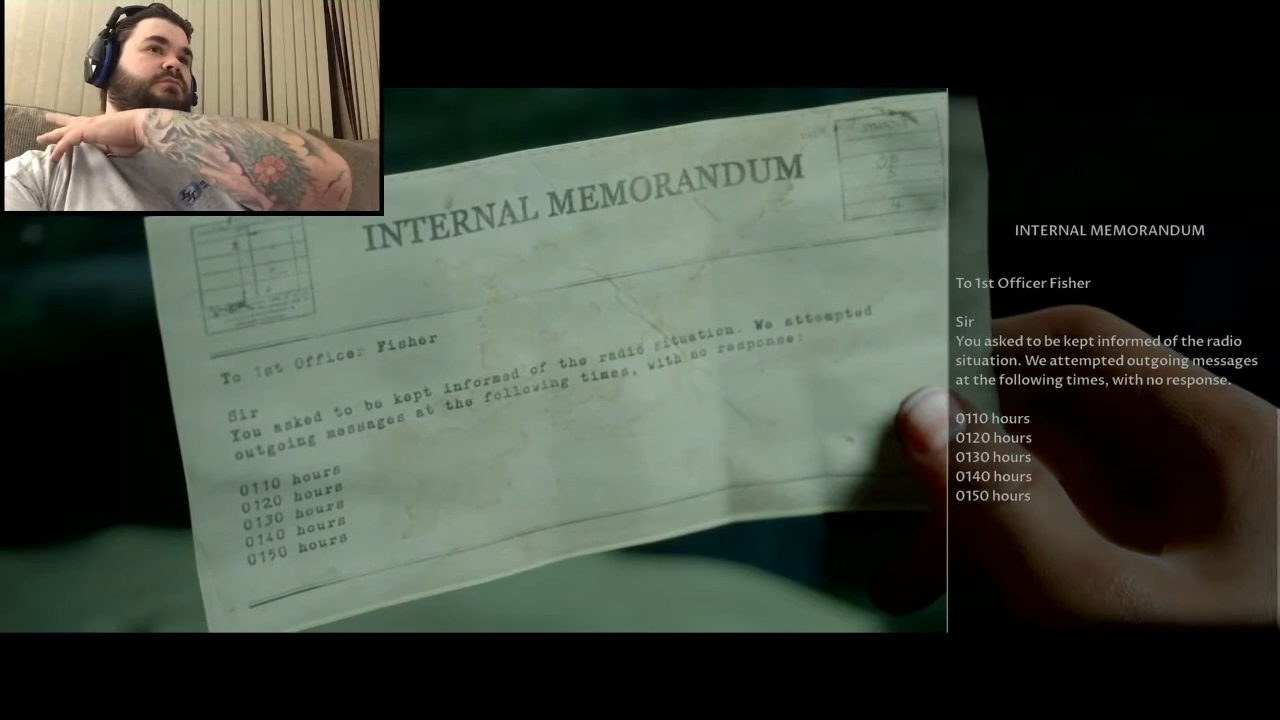 INTERNAL MEMORANDUM
To 1st Officer Fisher
Sir
You asked to be kept informed of the radio situation. We attempted
outgoing messages at the following times, with no response:
0110 hours
0120 hours
0130 hours
0140 hours
0150 hours
INTERNAL MEMORANDUM
To 1st Officer Fisher
Sir
You asked to be kept informed of the radio
situation. We attempted outgoing messages
at the following times, with no response.
0110 hours
0120 hours
0130 hours
0140 hours
0150 hours